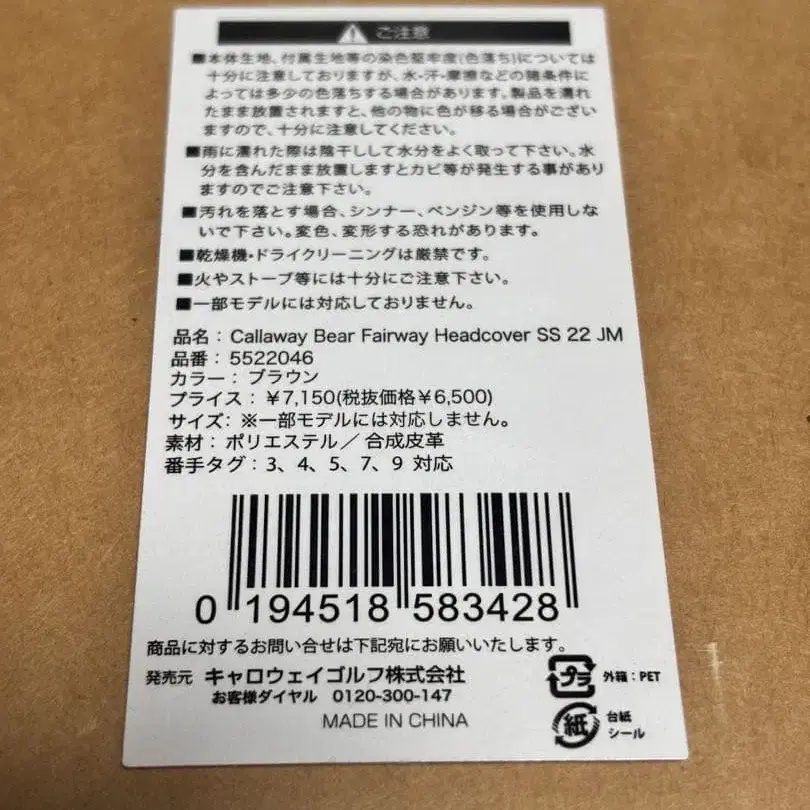 ご注意
■本体生地、付属生地等の染色堅牢度(色落ち)については
十分に注意しておりますが、水・汗・摩擦などの諸条件に
よっては多少の色落ちする場合があります。製品を濡れ
たまま放置されますと、他の物に色が移る場合がござい
ますので、十分に注意してください。
■雨に濡れた際は陰干しして水分をよく取って下さい。水
分を含んだまま放置しますとカビ等が発生する事があり
ますのでご注意下さい。
■汚れを落とす場合、シンナー、ベンジン等を使用しな
いで下さい。変色、変形する恐れがあります。
■乾燥機・ドライクリーニングは厳禁です。
■火やストーブ等には十分にご注意下さい。
■一部モデルには対応しておりません。
品名：Callaway Bear Fairway Headcover SS 22 JM
品番：5522046
カラー：ブラウン
プライス：￥7,150(税抜価格￥6,500)
サイズ：※一部モデルには対応しません。
素材：ポリエステル／合成皮革
番手タグ：3、4、5、7、9 対応
0 194518 583428
商品に対するお問い合せは下記宛にお願いいたします。
発売元 キャロウェイゴルフ株式会社
お客様ダイヤル 0120-300-147
MADE IN CHINA
プラ 外箱：PET
紙 台紙
シール